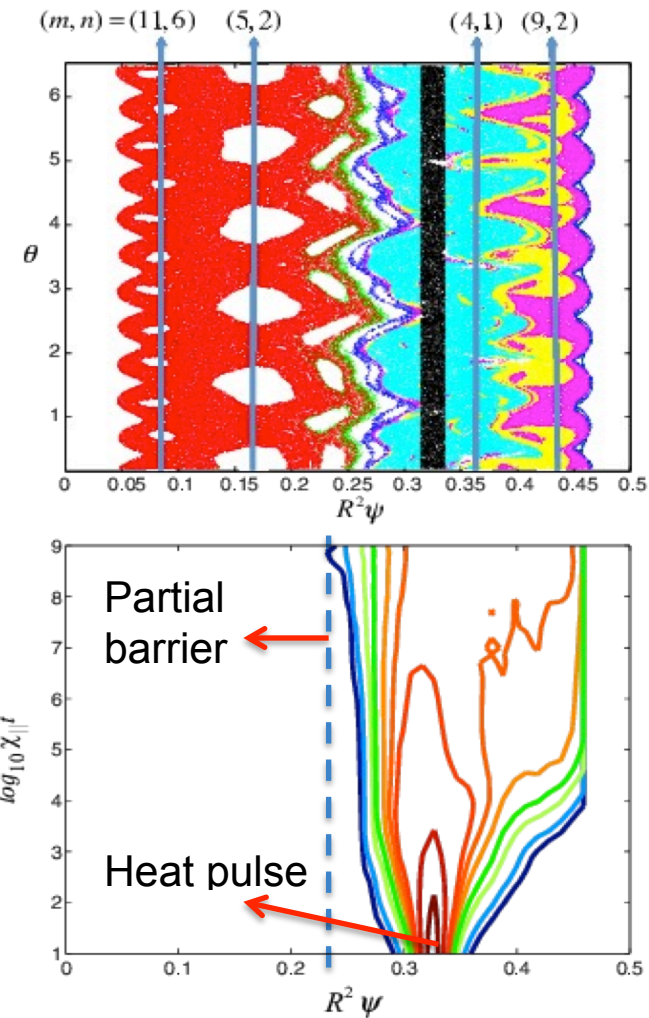 (m, n) = (11, 6) (5, 2) (4, 1) (9, 2)
6
5
4
3
2
1
θ
0 0.05 0.1 0.15 0.2 0.25 0.3 0.35 0.4 0.45 0.5
R²ψ
9
8
7
6
5
4
3
2
1
log₁₀ χ|| t
Partial
barrier
Heat pulse
0 0.1 0.2 0.3 0.4 0.5
R² ψ